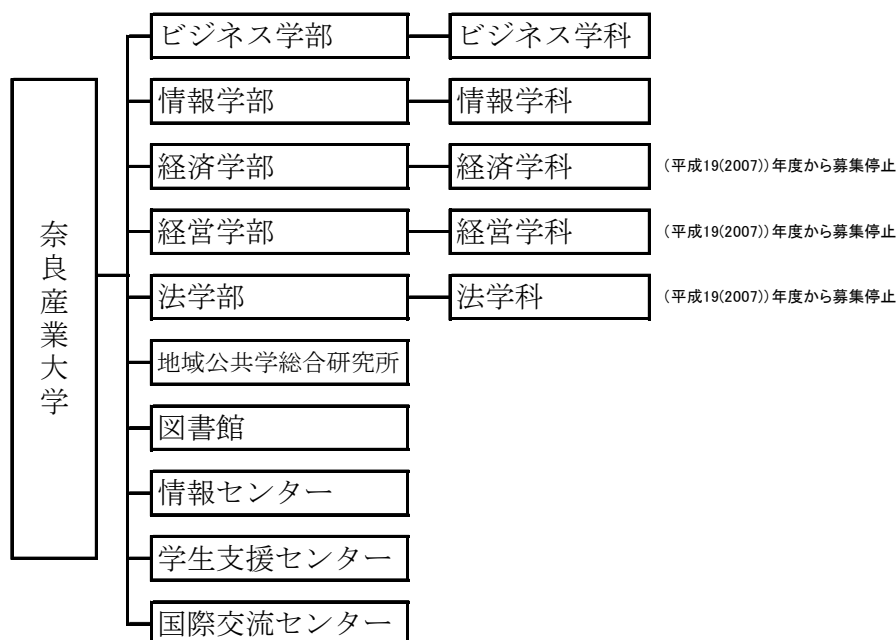 ビジネス学部 ビジネス学科
情報学部 情報学科
経済学部 経済学科 (平成19(2007))年度から募集停止
経営学部 経営学科 (平成19(2007))年度から募集停止
法学部 法学科 (平成19(2007))年度から募集停止
奈良産業大学
地域公共学総合研究所
図書館
情報センター
学生支援センター
国際交流センター